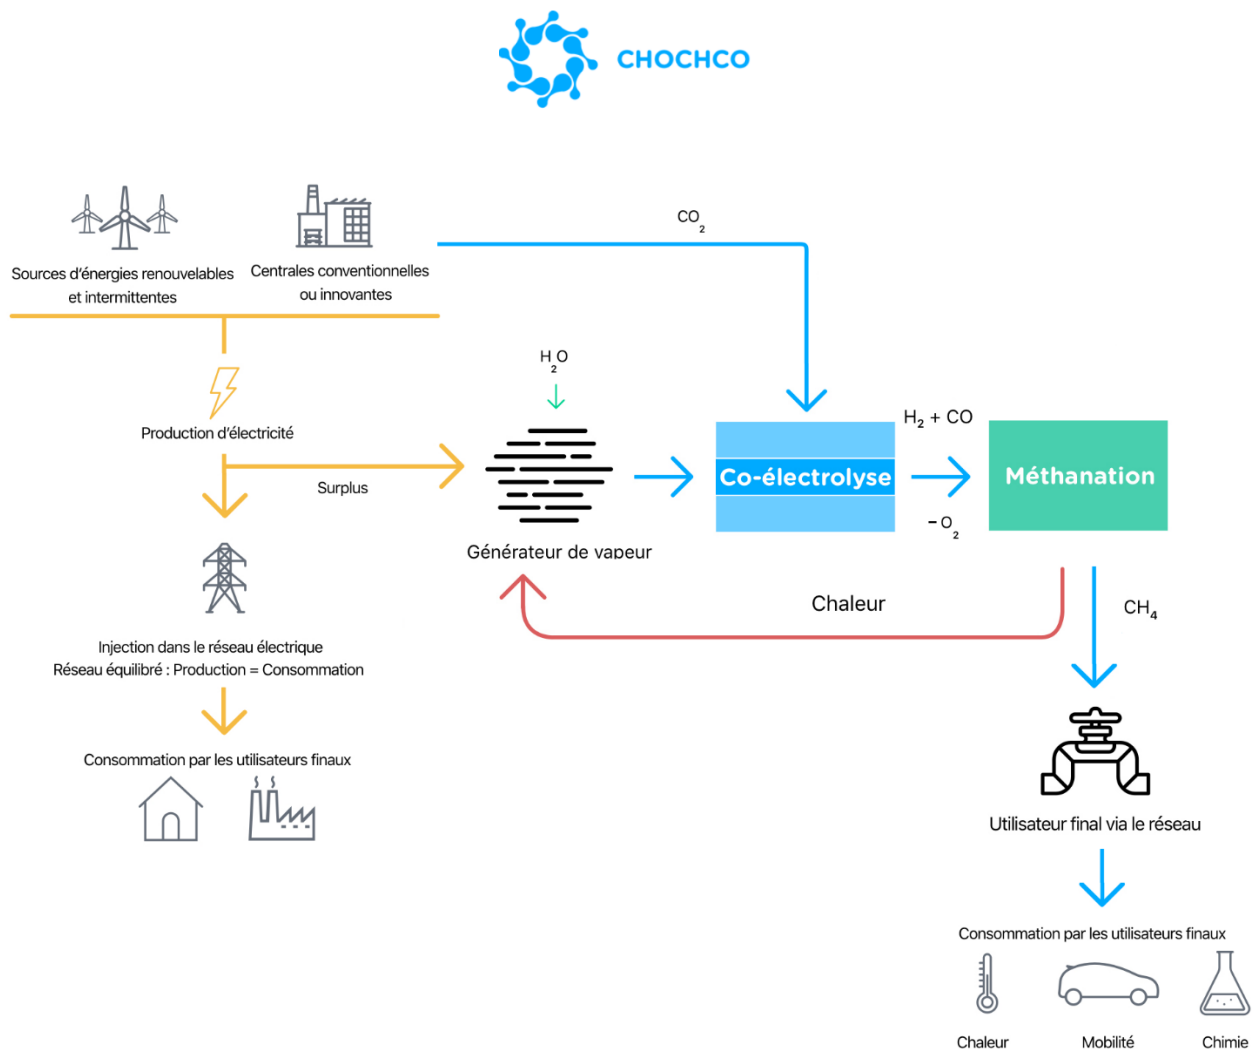 CHOCHCO
CO2
Sources d'énergies renouvelables
et intermittentes
Centrales conventionnelles
ou innovantes
H2O
Production d'électricité
Surplus
Générateur de vapeur
Co-électrolyse
H₂ + CO
−O2
Méthanation
Chaleur
CH₄
Injection dans le réseau électrique
Réseau équilibré : Production = Consommation
Consommation par les utilisateurs finaux
Utilisateur final via le réseau
Consommation par les utilisateurs finaux
Chaleur
Mobilité
Chimie